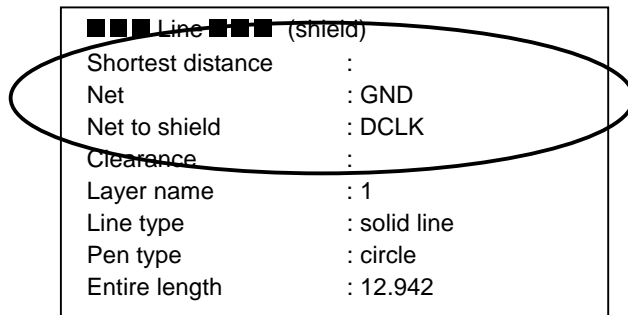 ■■■Line■■■ (shield)
Shortest distance :
Net : GND
Net to shield : DCLK
Clearance :
Layer name : 1
Line type : solid line
Pen type : circle
Entire length : 12.942